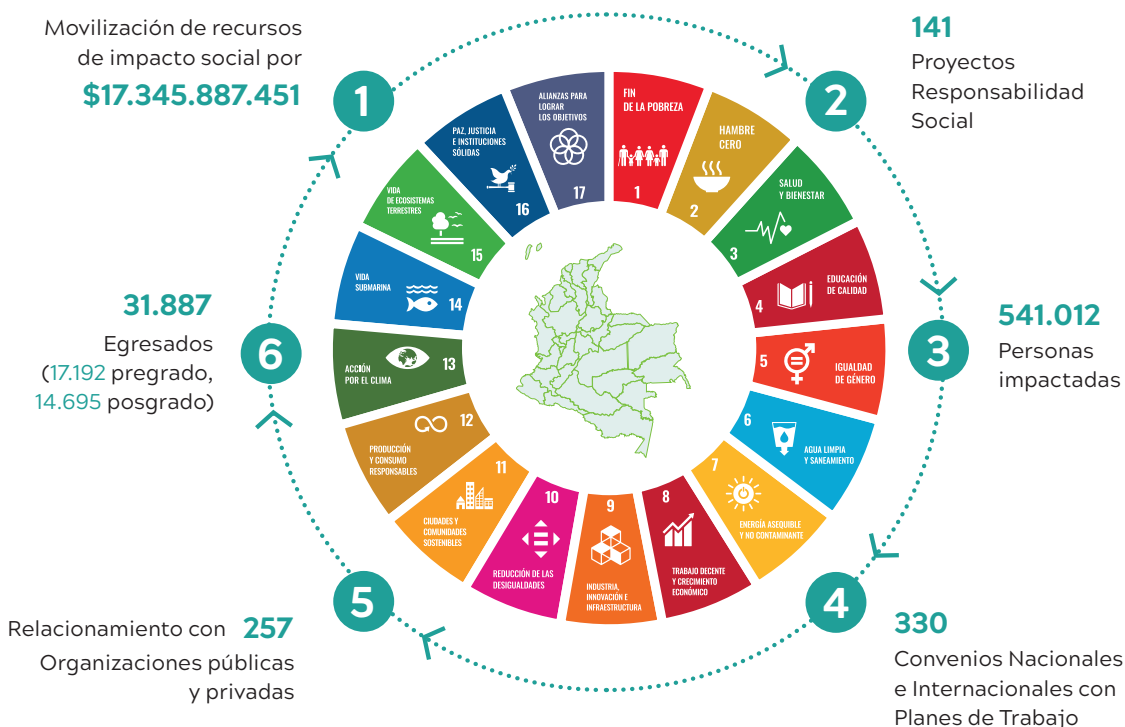 Movilización de recursos
de impacto social por
$17.345.887.451
1
141
Proyectos
Responsabilidad
Social
2
541.012
Personas
impactadas
3
330
Convenios Nacionales
e Internacionales con
Planes de Trabajo
4
Relacionamiento con 257
Organizaciones públicas
y privadas
5
31.887
Egresados
(17.192 pregrado,
14.695 posgrado)
6
FIN
DE LA POBREZA
1
HAMBRE
CERO
2
SALUD
Y BIENESTAR
3
EDUCACIÓN
DE CALIDAD
4
IGUALDAD
DE GÉNERO
5
AGUA LIMPIA
Y SANEAMIENTO
6
ENERGÍA ASEQUIBLE
Y NO CONTAMINANTE
7
TRABAJO DECENTE
Y CRECIMIENTO
ECONÓMICO
8
INDUSTRIA,
INNOVACIÓN E
INFRAESTRUCTURA
9
REDUCCIÓN DE LAS
DESIGUALDADES
10
CIUDADES Y
COMUNIDADES
SOSTENIBLES
11
PRODUCCIÓN
Y CONSUMO
RESPONSABLES
12
ACCIÓN
POR EL CLIMA
13
VIDA
SUBMARINA
14
VIDA
DE ECOSISTEMAS
TERRESTRES
15
PAZ, JUSTICIA
E INSTITUCIONES
SÓLIDAS
16
ALIANZAS PARA
LOGRAR
LOS OBJETIVOS
17